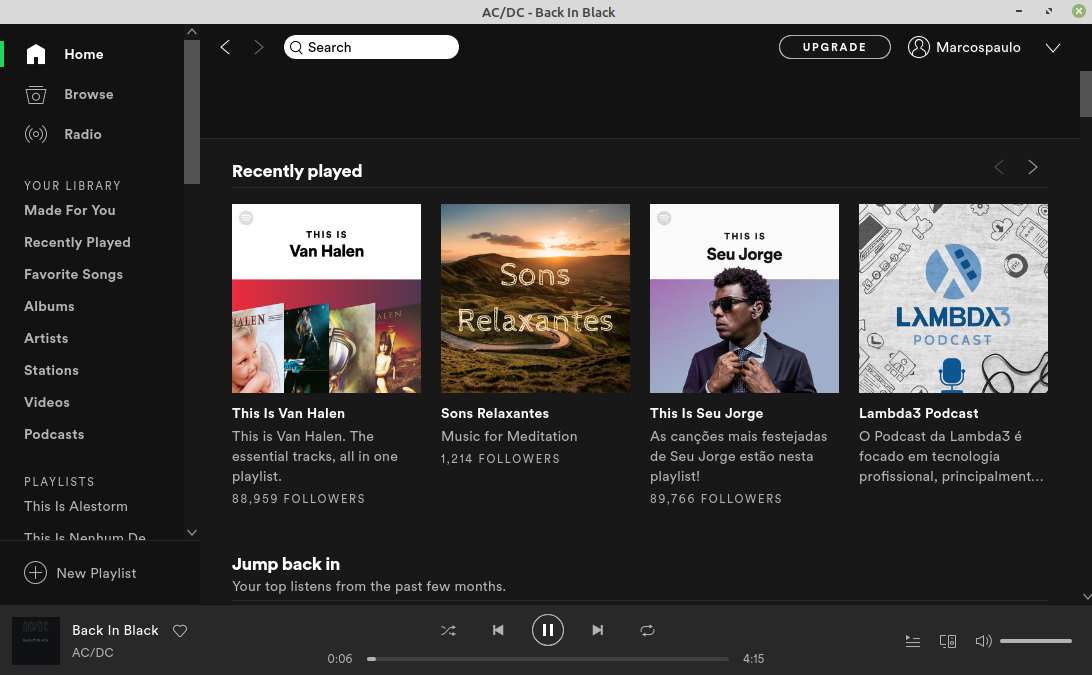 AC/DC - Back In Black
Home
Browse
Radio
YOUR LIBRARY
Made For You
Recently Played
Favorite Songs
Albums
Artists
Stations
Videos
Podcasts
PLAYLISTS
This Is Alestorm
This Is Nenhum De
New Playlist
Search
UPGRADE
Marcospaulo
Recently played
THIS IS
Van Halen
HALEN
ALEN
This Is Van Halen
This is Van Halen. The
essential tracks, all in one
playlist.
88,959 FOLLOWERS
Sons
Relaxantes
Sons Relaxantes
Music for Meditation
1,214 FOLLOWERS
THIS IS
Seu Jorge
This Is Seu Jorge
As canções mais festejadas
de Seu Jorge estão nesta
playlist!
89,766 FOLLOWERS
LAMBDA3
PODCAST
Lambda3 Podcast
O Podcast da Lambda3 é
focado em tecnologia
profissional, principalment...
Jump back in
Your top listens from the past few months.
AC/DC
BACK IN BLACK
Back In Black
AC/DC
0:06
4:15